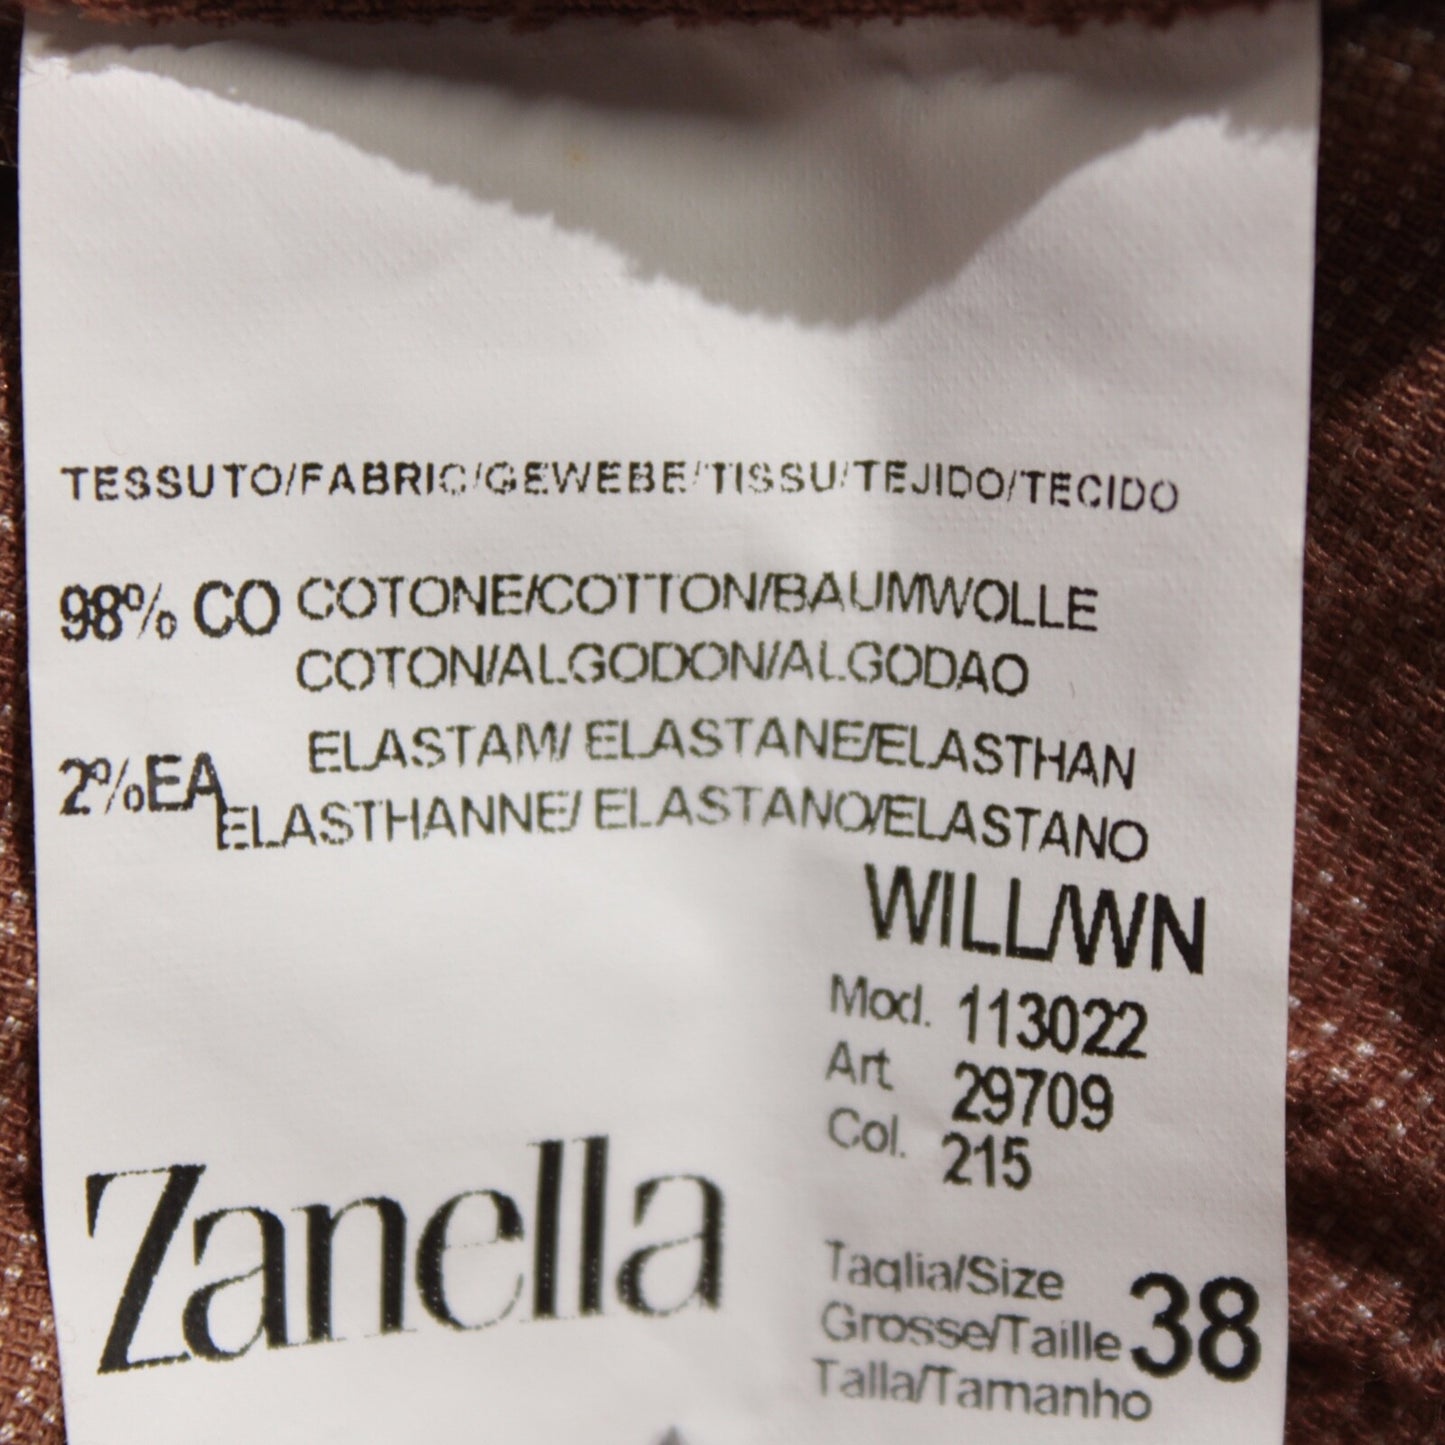 TESSUTO/FABRIC/GEWEBE/TISSU/TEJIDO/TECIDO
98% CO COTONE/COTTON/BAUMWOLLE
COTON/ALGODON/ALGODAO
2%EA ELASTAM/ ELASTANE/ELASTHAN
ELASTHANNE/ ELASTANO/ELASTANO
WILL/WN
Mod. 113022
Art 29709
Col. 215
Zanella
Taglia/Size
Grosse/Taille 38
Talla/Tamanho